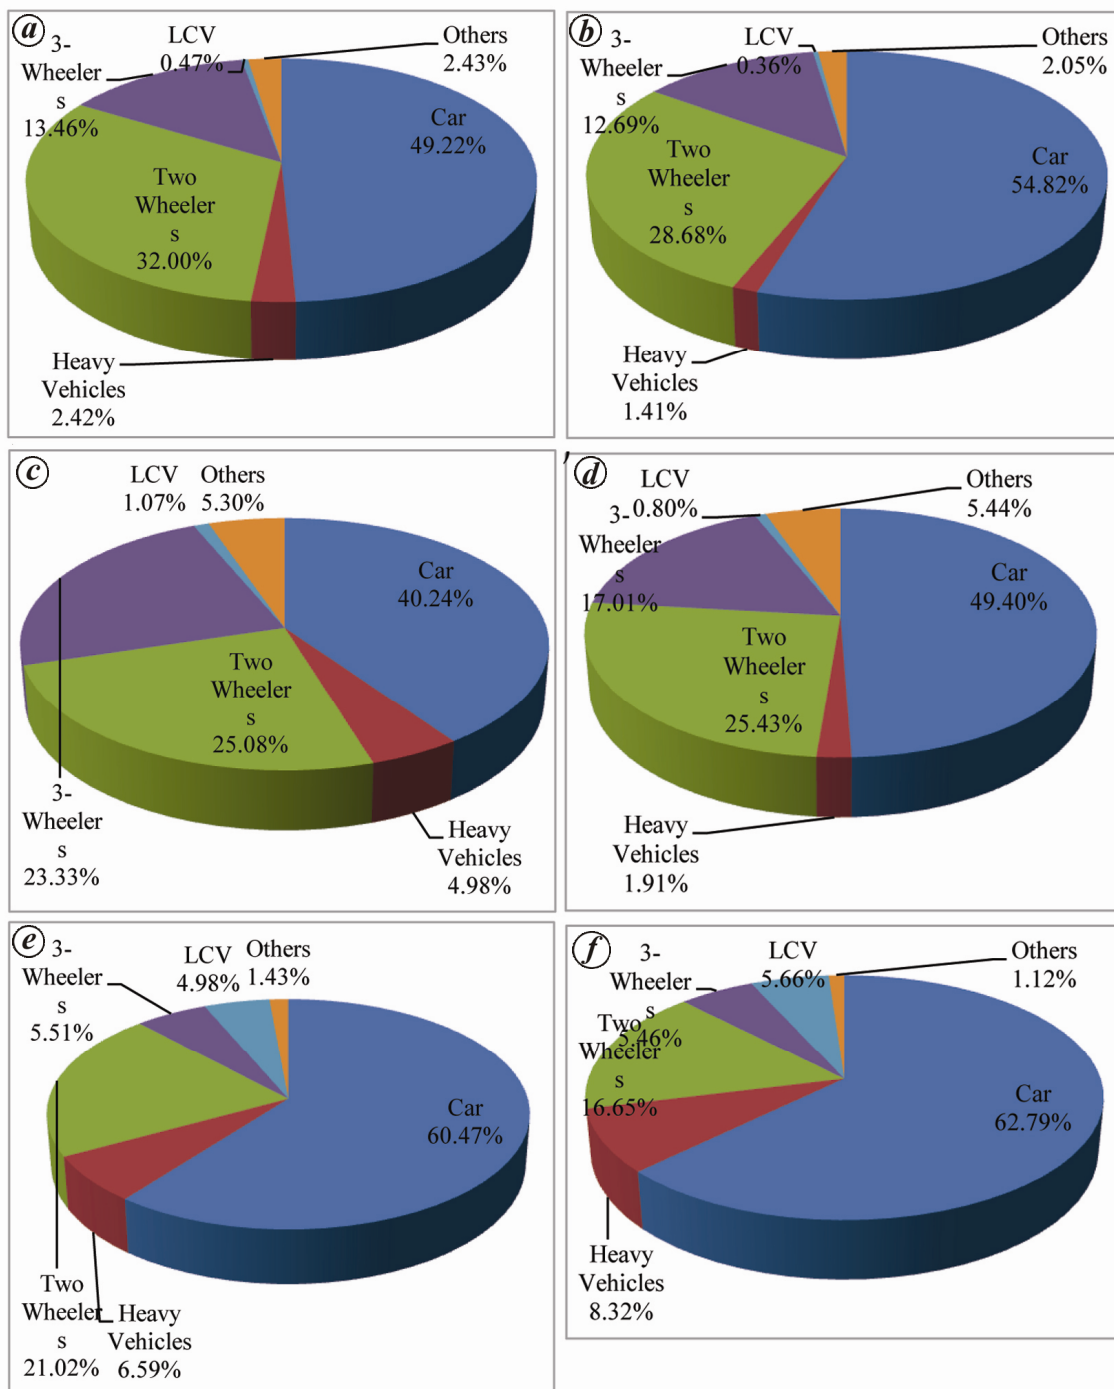 a
3-
Wheeler
s
13.46%
LCV
0.47%
Others
2.43%
Car
49.22%
Two
Wheeler
s
32.00%
Heavy
Vehicles
2.42%
b
3-
Wheeler
s
12.69%
LCV
0.36%
Others
2.05%
Car
54.82%
Two
Wheeler
s
28.68%
Heavy
Vehicles
1.41%
c
LCV
1.07%
Others
5.30%
Car
40.24%
Two
Wheeler
s
25.08%
3-
Wheeler
s
23.33%
Heavy
Vehicles
4.98%
d
LCV
0.80%
Others
5.44%
3-
Wheeler
s
17.01%
Car
49.40%
Two
Wheeler
s
25.43%
Heavy
Vehicles
1.91%
e
3-
Wheeler
s
5.51%
LCV
4.98%
Others
1.43%
Car
60.47%
Two
Wheeler
s
21.02%
Heavy
Vehicles
6.59%
f
3-
Wheeler
s
5.46%
LCV
5.66%
Others
1.12%
Two
Wheeler
s
16.65%
Car
62.79%
Heavy
Vehicles
8.32%